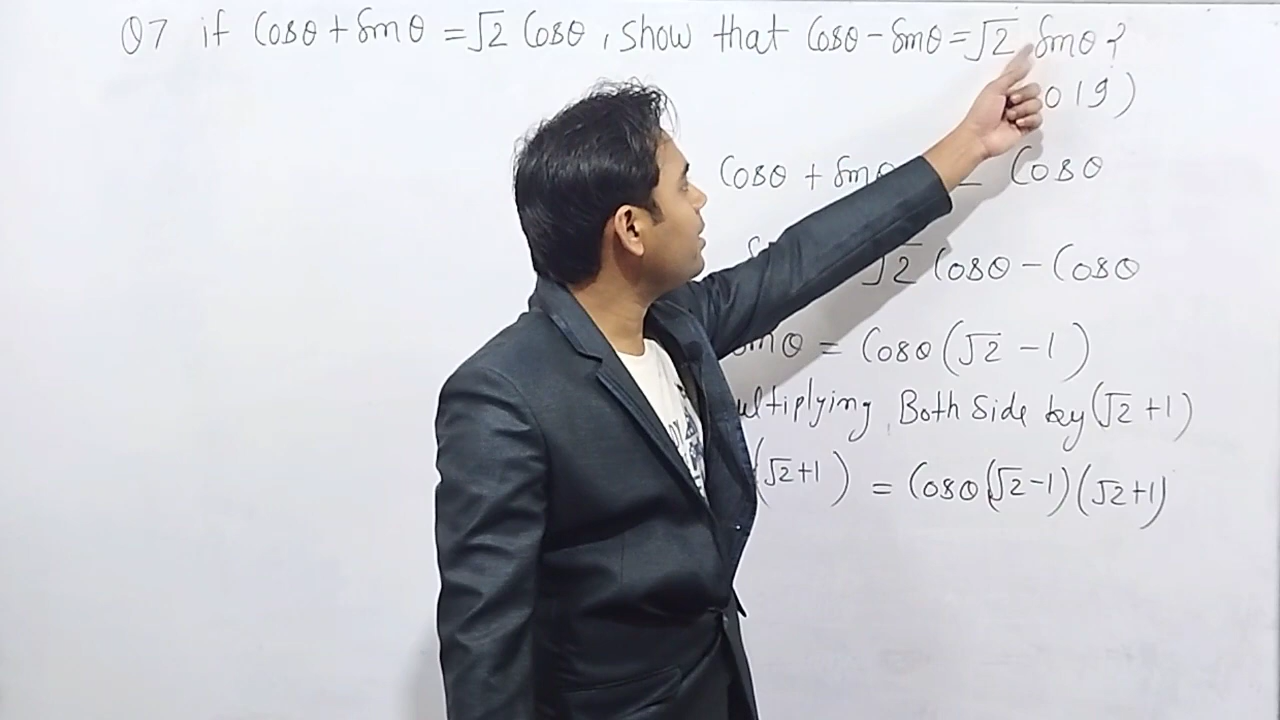 Q7 if Cosθ + Sinθ = √2 Cosθ, Show that Cosθ - Sinθ = √2 Sinθ ?
019)
Cosθ + Sinθ = Cosθ
√2 Cosθ - Cosθ
Sinθ = Cosθ(√2 - 1)
ultiplying Both Side by (√2 + 1)
(√2+1) = Cosθ(√2-1)(√2+1)